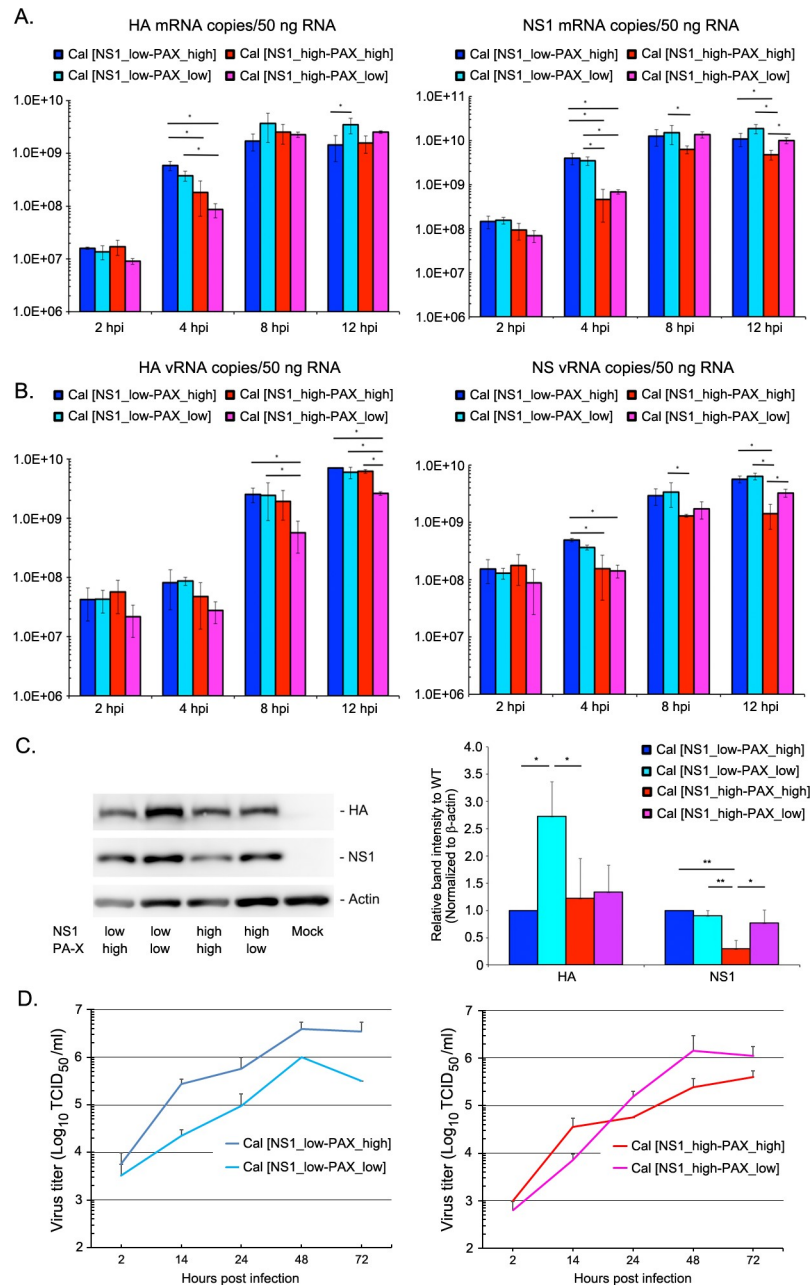 A.
HA mRNA copies/50 ng RNA
Cal [NS1_low-PAX_high] Cal [NS1_high-PAX_high]
Cal [NS1_low-PAX_low] Cal [NS1_high-PAX_low]
1.0E+10
1.0E+09
1.0E+08
1.0E+07
1.0E+06
* * * *
2 hpi 4 hpi 8 hpi 12 hpi
NS1 mRNA copies/50 ng RNA
Cal [NS1_low-PAX_high] Cal [NS1_high-PAX_high]
Cal [NS1_low-PAX_low] Cal [NS1_high-PAX_low]
1.0E+11
1.0E+10
1.0E+09
1.0E+08
1.0E+07
1.0E+06
* * * * * * * *
2 hpi 4 hpi 8 hpi 12 hpi
B.
HA vRNA copies/50 ng RNA
Cal [NS1_low-PAX_high] Cal [NS1_high-PAX_high]
Cal [NS1_low-PAX_low] Cal [NS1_high-PAX_low]
1.0E+10
1.0E+09
1.0E+08
1.0E+07
1.0E+06
* * * * *
2 hpi 4 hpi 8 hpi 12 hpi
NS vRNA copies/50 ng RNA
Cal [NS1_low-PAX_high] Cal [NS1_high-PAX_high]
Cal [NS1_low-PAX_low] Cal [NS1_high-PAX_low]
1.0E+10
1.0E+09
1.0E+08
1.0E+07
1.0E+06
* * * * * *
2 hpi 4 hpi 8 hpi 12 hpi
C.
- HA
- NS1
- Actin
NS1 low low high high Mock
PA-X high low high low
Relative band intensity to WT
(Normalized to β-actin)
4.0
3.5
3.0
2.5
2.0
1.5
1.0
0.5
0.0
Cal [NS1_low-PAX_high]
Cal [NS1_low-PAX_low]
Cal [NS1_high-PAX_high]
Cal [NS1_high-PAX_low]
* *
**
** *
HA NS1
D.
Virus titer (Log10 TCID50/ml)
7
6
5
4
3
2
Cal [NS1_low-PAX_high]
Cal [NS1_low-PAX_low]
2 14 24 48 72
Hours post infection
Virus titer (Log10 TCID50/ml)
7
6
5
4
3
2
Cal [NS1_high-PAX_high]
Cal [NS1_high-PAX_low]
2 14 24 48 72
Hours post infection